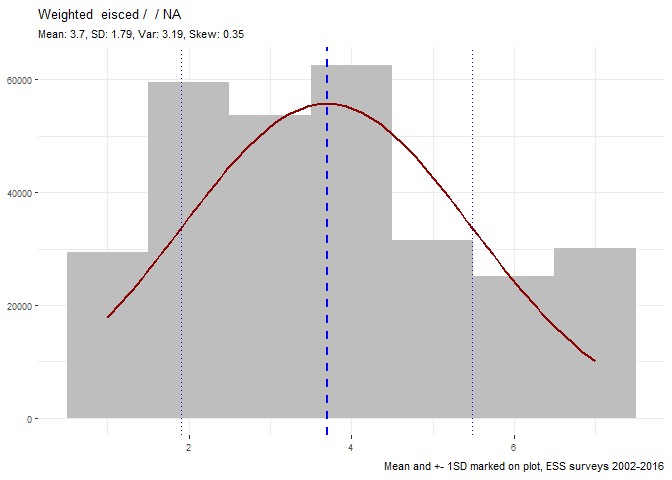 Weighted  eisced /  / NA
Mean: 3.7, SD: 1.79, Var: 3.19, Skew: 0.35
60000
40000
20000
0
2 4 6
Mean and +- 1SD marked on plot, ESS surveys 2002-2016